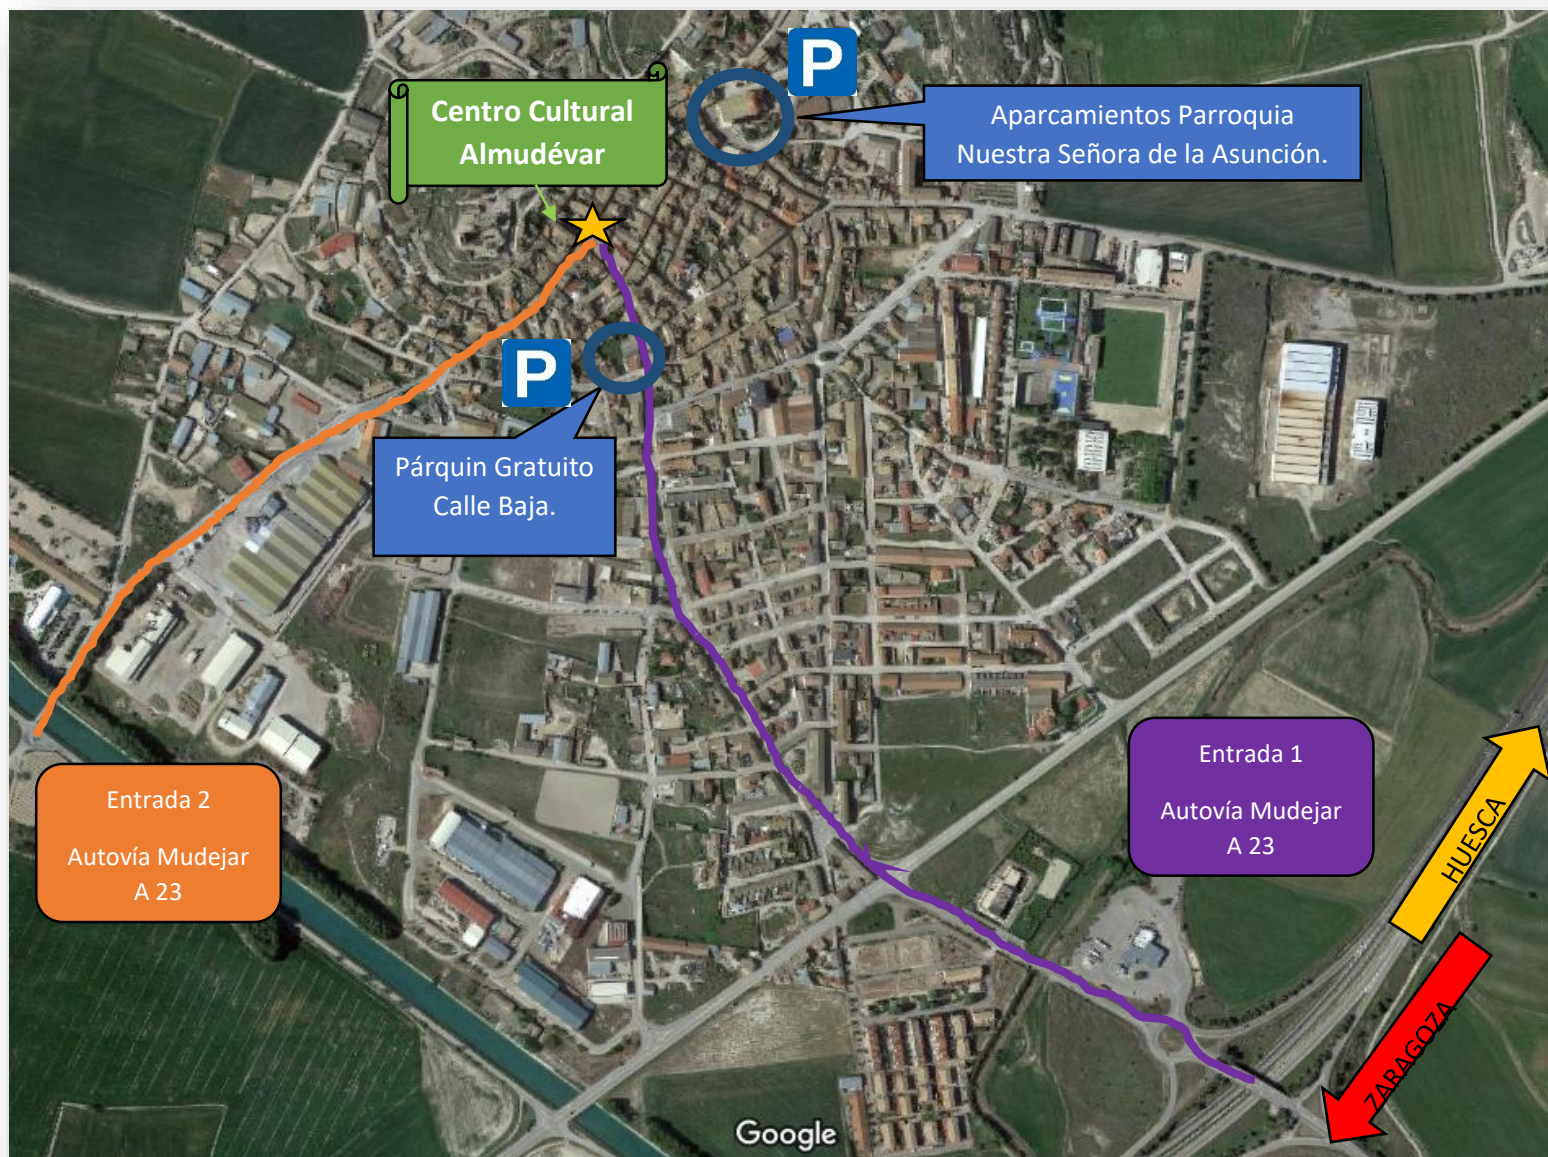 P
Centro Cultural
Almudévar
Aparcamientos Parroquia
Nuestra Señora de la Asunción.
P
Párquin Gratuito
Calle Baja.
Entrada 1
Autovía Mudejar
A 23
Entrada 2
Autovía Mudejar
A 23
HUESCA
ZARAGOZA
Google